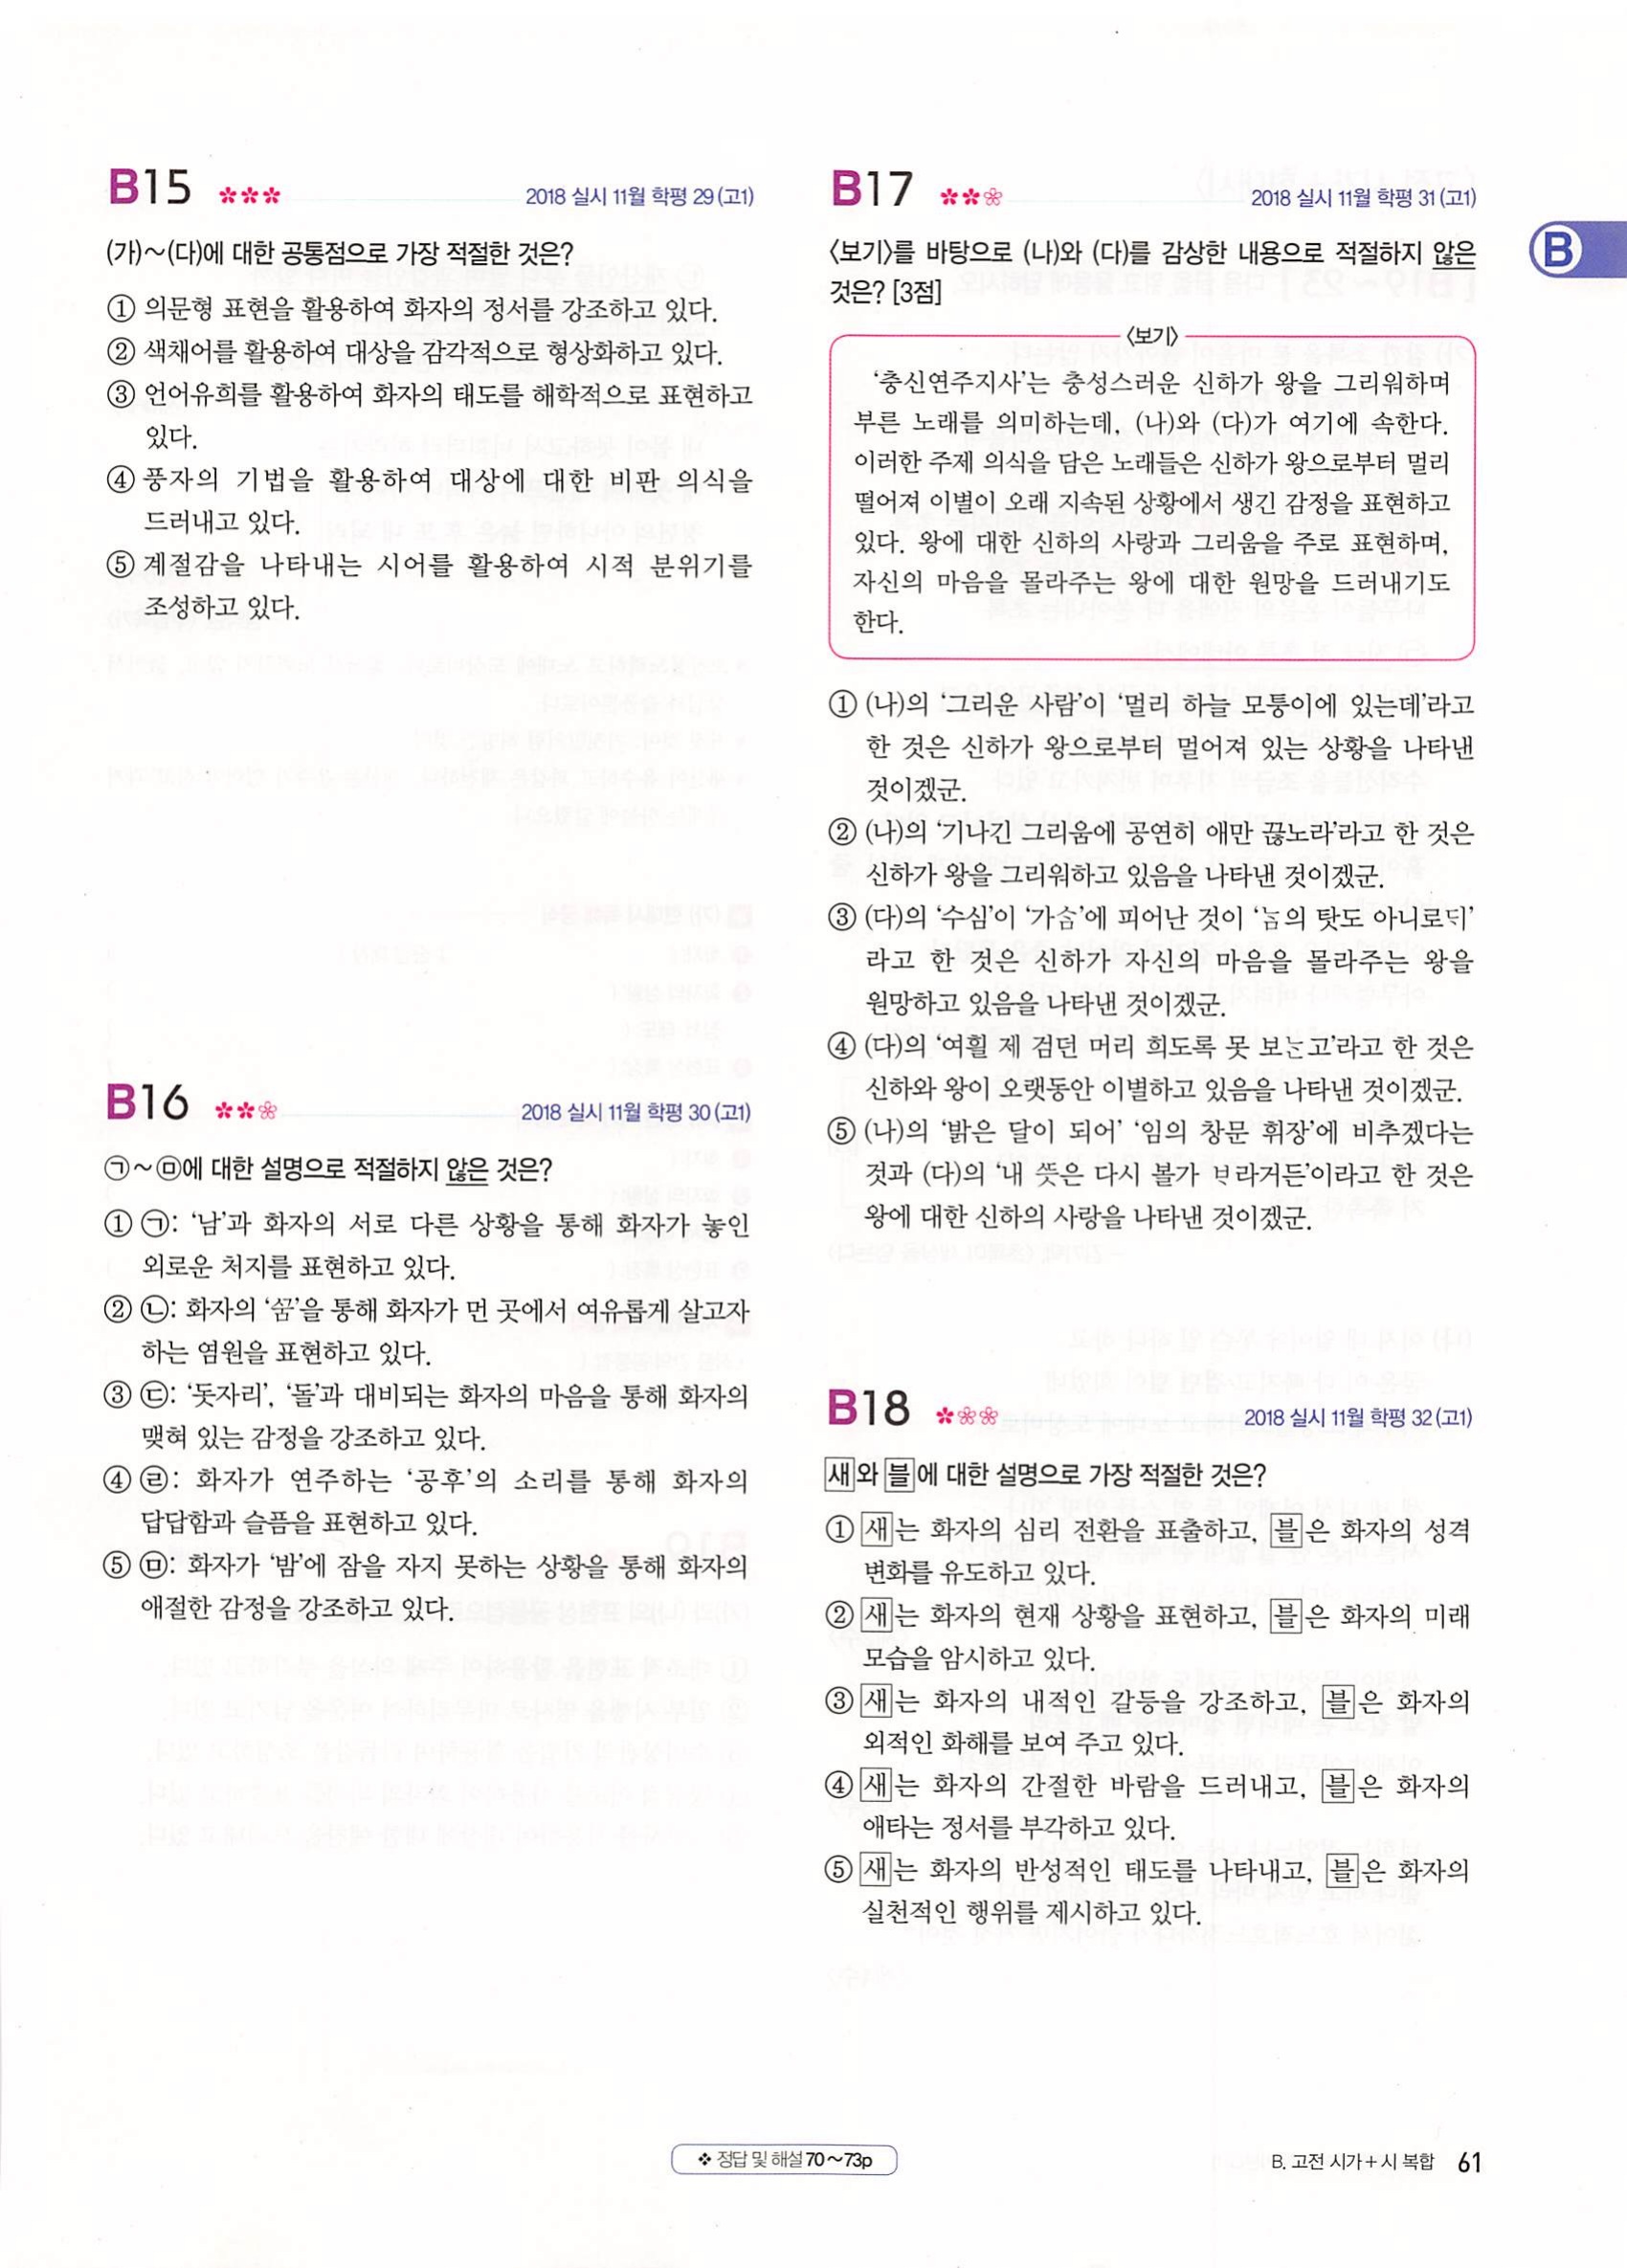 B15 ✽✽✽ 2018 실시 11월 학평 29(고1)
(가)~(다)에 대한 공통점으로 가장 적절한 것은?
① 의문형 표현을 활용하여 화자의 정서를 강조하고 있다.
② 색채어를 활용하여 대상을 감각적으로 형상화하고 있다.
③ 언어유희를 활용하여 화자의 태도를 해학적으로 표현하고
있다.
④ 풍자의 기법을 활용하여 대상에 대한 비판 의식을
드러내고 있다.
⑤ 계절감을 나타내는 시어를 활용하여 시적 분위기를
조성하고 있다.
B16 ✽✽❀ 2018 실시 11월 학평 30(고1)
㉠~㉤에 대한 설명으로 적절하지 않은 것은?
① ㉠: ‘남’과 화자의 서로 다른 상황을 통해 화자가 놓인
외로운 처지를 표현하고 있다.
② ㉡: 화자의 ‘꿈’을 통해 화자가 먼 곳에서 여유롭게 살고자
하는 염원을 표현하고 있다.
③ ㉢: ‘돗자리’, ‘돌’과 대비되는 화자의 마음을 통해 화자의
맺혀 있는 감정을 강조하고 있다.
④ ㉣: 화자가 연주하는 ‘공후’의 소리를 통해 화자의
답답함과 슬픔을 표현하고 있다.
⑤ ㉤: 화자가 ‘밤’에 잠을 자지 못하는 상황을 통해 화자의
애절한 감정을 강조하고 있다.
B17 ✽✽❀ 2018 실시 11월 학평 31(고1)
〈보기〉를 바탕으로 (나)와 (다)를 감상한 내용으로 적절하지 않은
것은? [3점]
〈보기〉
‘충신연주지사’는 충성스러운 신하가 왕을 그리워하며
부른 노래를 의미하는데, (나)와 (다)가 여기에 속한다.
이러한 주제 의식을 담은 노래들은 신하가 왕으로부터 멀리
떨어져 이별이 오래 지속된 상황에서 생긴 감정을 표현하고
있다. 왕에 대한 신하의 사랑과 그리움을 주로 표현하며,
자신의 마음을 몰라주는 왕에 대한 원망을 드러내기도
한다.
① (나)의 ‘그리운 사람’이 ‘멀리 하늘 모퉁이에 있는데’라고
한 것은 신하가 왕으로부터 멀어져 있는 상황을 나타낸
것이겠군.
② (나)의 ‘기나긴 그리움에 공연히 애만 끊노라’라고 한 것은
신하가 왕을 그리워하고 있음을 나타낸 것이겠군.
③ (다)의 ‘수심’이 ‘가슴’에 피어난 것이 ‘ᄂᆞᆷ의 탓도 아니로ᄃᆡ’
라고 한 것은 신하가 자신의 마음을 몰라주는 왕을
원망하고 있음을 나타낸 것이겠군.
④ (다)의 ‘여흴 제 검던 머리 희도록 못 보ᄂᆞᆫ고’라고 한 것은
신하와 왕이 오랫동안 이별하고 있음을 나타낸 것이겠군.
⑤ (나)의 ‘밝은 달이 되어’ ‘임의 창문 휘장’에 비추겠다는
것과 (다)의 ‘내 ᄯᅳᆺ은 다시 볼가 ᄇᆞ라거든’이라고 한 것은
왕에 대한 신하의 사랑을 나타낸 것이겠군.
B18 ✽❀❀ 2018 실시 11월 학평 32(고1)
새와 블에 대한 설명으로 가장 적절한 것은?
① 새는 화자의 심리 전환을 표출하고, 블은 화자의 성격
변화를 유도하고 있다.
② 새는 화자의 현재 상황을 표현하고, 블은 화자의 미래
모습을 암시하고 있다.
③ 새는 화자의 내적인 갈등을 강조하고, 블은 화자의
외적인 화해를 보여 주고 있다.
④ 새는 화자의 간절한 바람을 드러내고, 블은 화자의
애타는 정서를 부각하고 있다.
⑤ 새는 화자의 반성적인 태도를 나타내고, 블은 화자의
실천적인 행위를 제시하고 있다.
B
❖ 정답 및 해설 70~73p
B. 고전 시가+시 복합 61